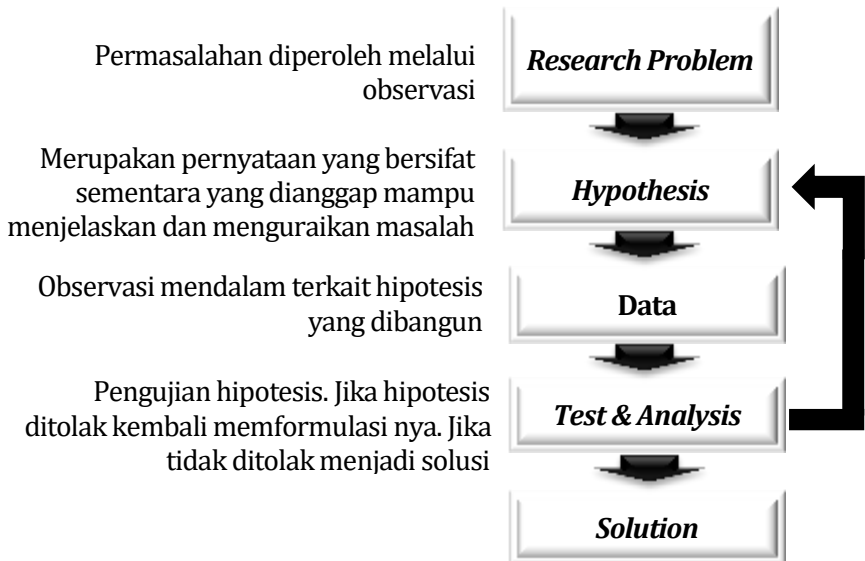 Permasalahan diperoleh melalui
observasi
Research Problem
Merupakan pernyataan yang bersifat
sementara yang dianggap mampu
menjelaskan dan menguraikan masalah
Hypothesis
Observasi mendalam terkait hipotesis
yang dibangun
Data
Pengujian hipotesis. Jika hipotesis
ditolak kembali memformulasi nya. Jika
tidak ditolak menjadi solusi
Test & Analysis
Solution